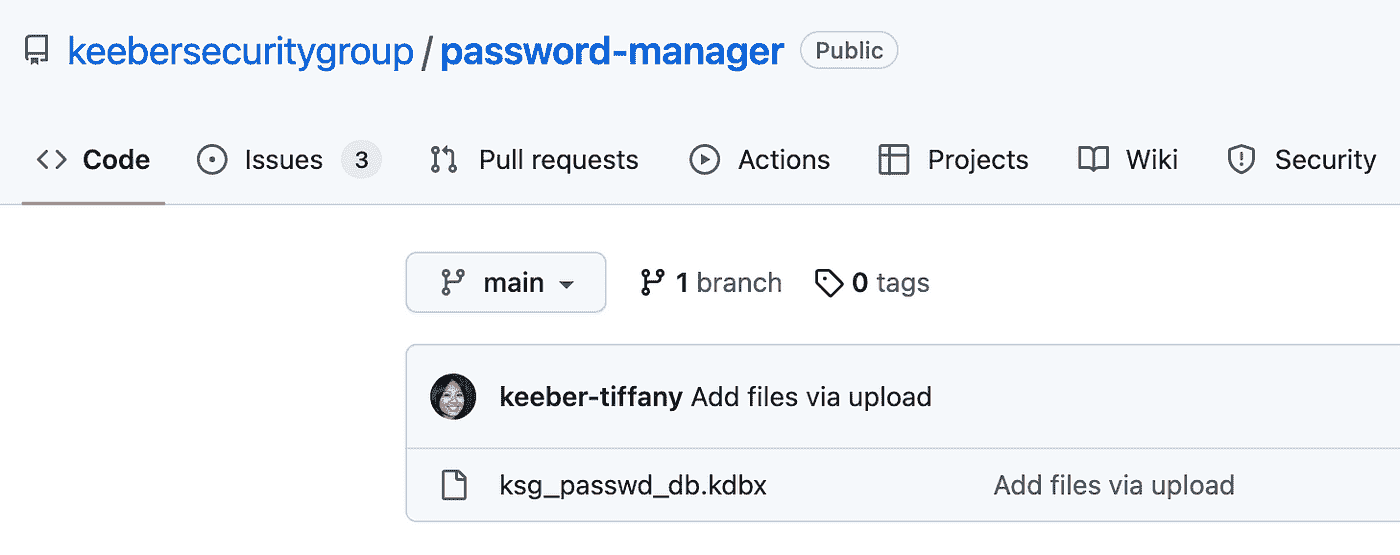 keebersecuritygroup / password-manager Public
Code Issues 3 Pull requests Actions Projects Wiki Security
main 1 branch 0 tags
keeber-tiffany Add files via upload
ksg_passwd_db.kdbx Add files via upload